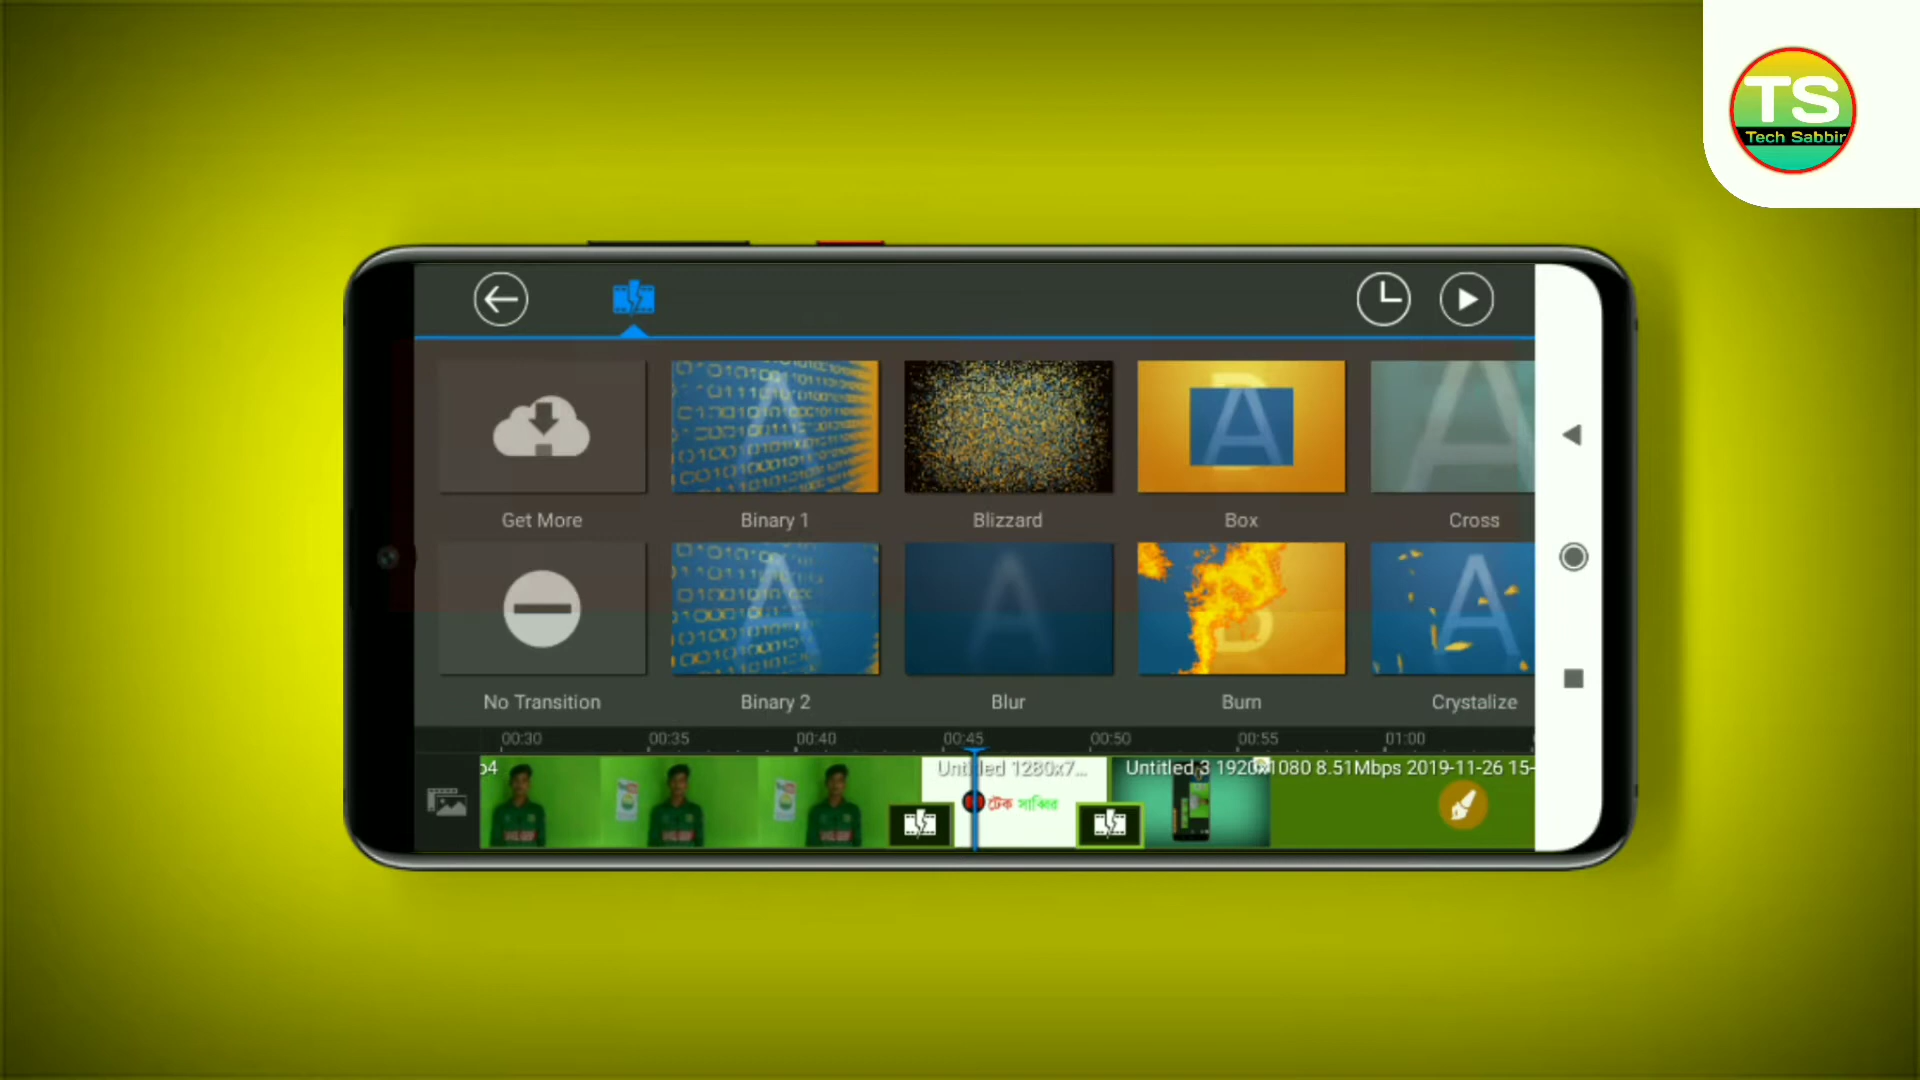 TS
Tech Sabbir
Get More
Binary 1
Blizzard
Box
Cross
No Transition
Binary 2
Blur
Burn
Crystalize
00:30
00:35
00:40
00:45
00:50
00:55
01:00
Untitled 1280x7...
Untitled 3 1920x1080 8.51Mbps 2019-11-26 15-
টেক সাব্বির